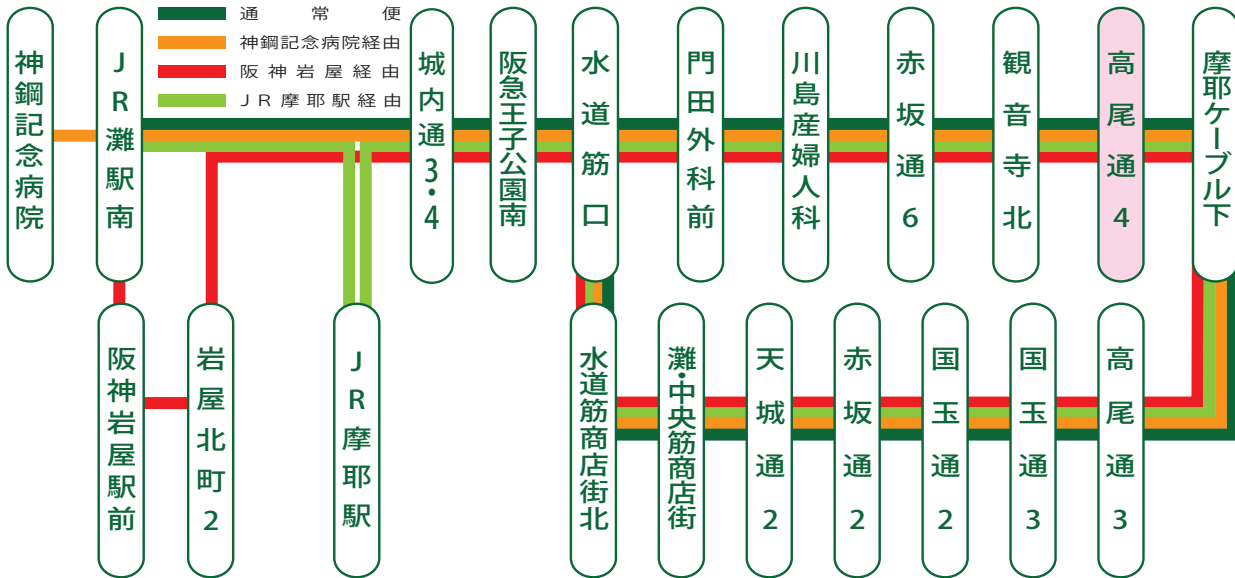 通常便
神鋼記念病院経由
阪神岩屋経由
JR摩耶駅経由
神鋼記念病院
JR灘駅南
城内通3・4
阪急王子公園南
水道筋口
門田外科前
川島産婦人科
赤坂通6
観音寺北
高尾通4
摩耶ケーブル下
阪神岩屋駅前
岩屋北町2
JR摩耶駅
水道筋商店街北
灘・中央筋商店街
天城通2
赤坂通2
国玉通2
国玉通3
高尾通3